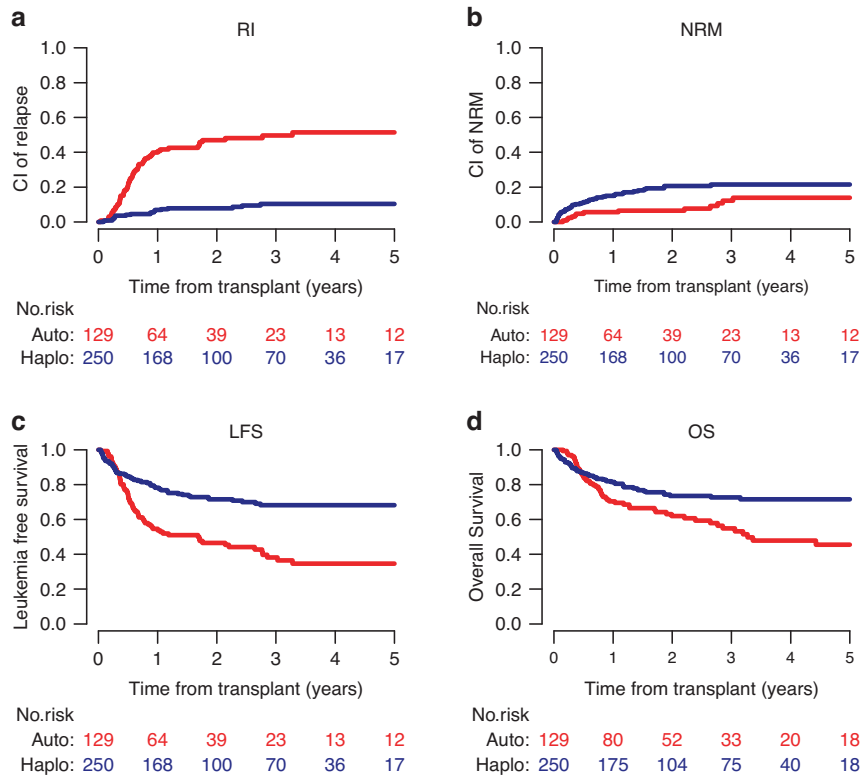 a
RI
CI of relapse
1.0
0.8
0.6
0.4
0.2
0.0
0 1 2 3 4 5
Time from transplant (years)
No.risk
Auto: 129 64 39 23 13 12
Haplo: 250 168 100 70 36 17
b
NRM
CI of NRM
1.0
0.8
0.6
0.4
0.2
0.0
0 1 2 3 4 5
Time from transplant (years)
No.risk
Auto: 129 64 39 23 13 12
Haplo: 250 168 100 70 36 17
c
LFS
Leukemia free survival
1.0
0.8
0.6
0.4
0.2
0.0
0 1 2 3 4 5
Time from transplant (years)
No.risk
Auto: 129 64 39 23 13 12
Haplo: 250 168 100 70 36 17
d
OS
Overall Survival
1.0
0.8
0.6
0.4
0.2
0.0
0 1 2 3 4 5
Time from transplant (years)
No.risk
Auto: 129 80 52 33 20 18
Haplo: 250 175 104 75 40 18